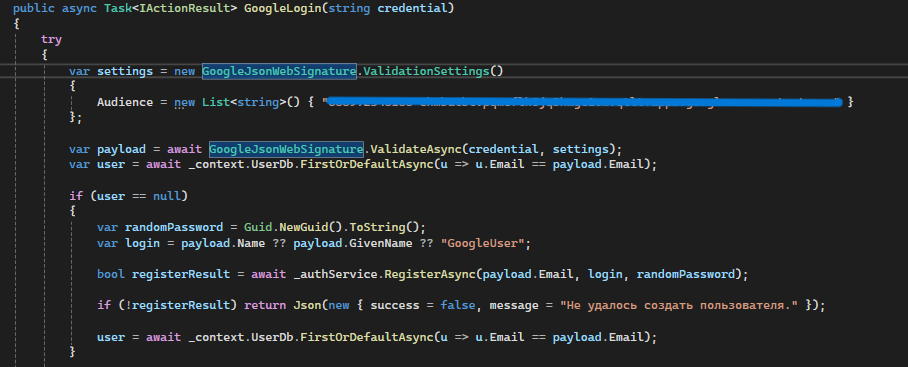 public async Task<IActionResult> GoogleLogin(string credential)
{
try
{
var settings = new GoogleJsonWebSignature.ValidationSettings()
{
Audience = new List<string>() { " " }
};
var payload = await GoogleJsonWebSignature.ValidateAsync(credential, settings);
var user = await _context.UserDb.FirstOrDefaultAsync(u => u.Email == payload.Email);
if (user == null)
{
var randomPassword = Guid.NewGuid().ToString();
var login = payload.Name ?? payload.GivenName ?? "GoogleUser";
bool registerResult = await _authService.RegisterAsync(payload.Email, login, randomPassword);
if (!registerResult) return Json(new { success = false, message = "Не удалось создать пользователя." });
user = await _context.UserDb.FirstOrDefaultAsync(u => u.Email == payload.Email);
}